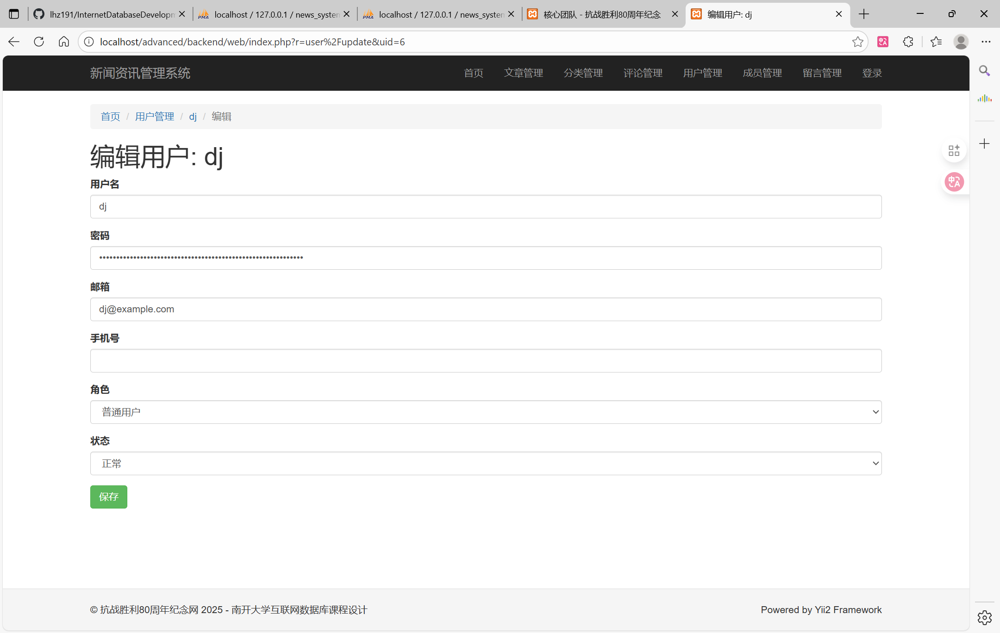 lhz191/InternetDatabaseDevelopm
localhost / 127.0.0.1 / news_system
localhost / 127.0.0.1 / news_system
核心团队 - 抗战胜利80周年纪念
编辑用户: dj
localhost/advanced/backend/web/index.php?r=user%2Fupdate&uid=6
新闻资讯管理系统
首页 文章管理 分类管理 评论管理 用户管理 成员管理 留言管理 登录
首页 / 用户管理 / dj / 编辑
编辑用户: dj
用户名
dj
密码
••••••••••••••••••••••••••••••••••••••••••••••••••••••••••••
邮箱
dj@example.com
手机号
角色
普通用户
状态
正常
保存
© 抗战胜利80周年纪念网 2025 - 南开大学互联网数据库课程设计
Powered by Yii2 Framework